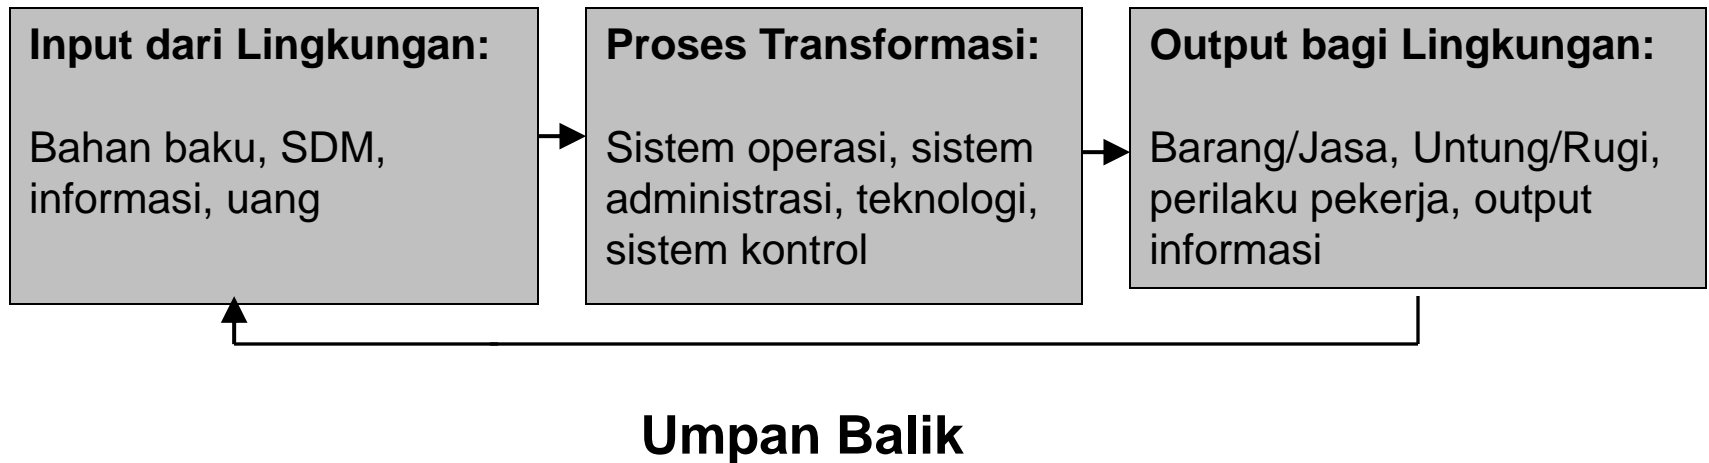 Input dari Lingkungan:
Bahan baku, SDM,
informasi, uang
Proses Transformasi:
Sistem operasi, sistem
administrasi, teknologi,
sistem kontrol
Output bagi Lingkungan:
Barang/Jasa, Untung/Rugi,
perilaku pekerja, output
informasi
Umpan Balik